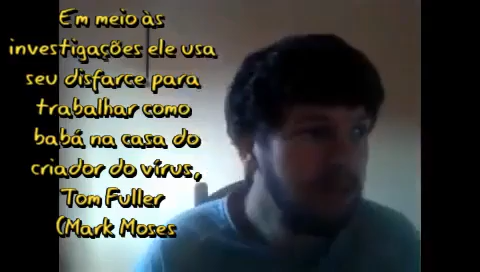 Em meio às
investigações ele usa
seu disfarce para
trabalhar como
babá na casa do
criador do vírus,
Tom Fuller
(Mark Moses